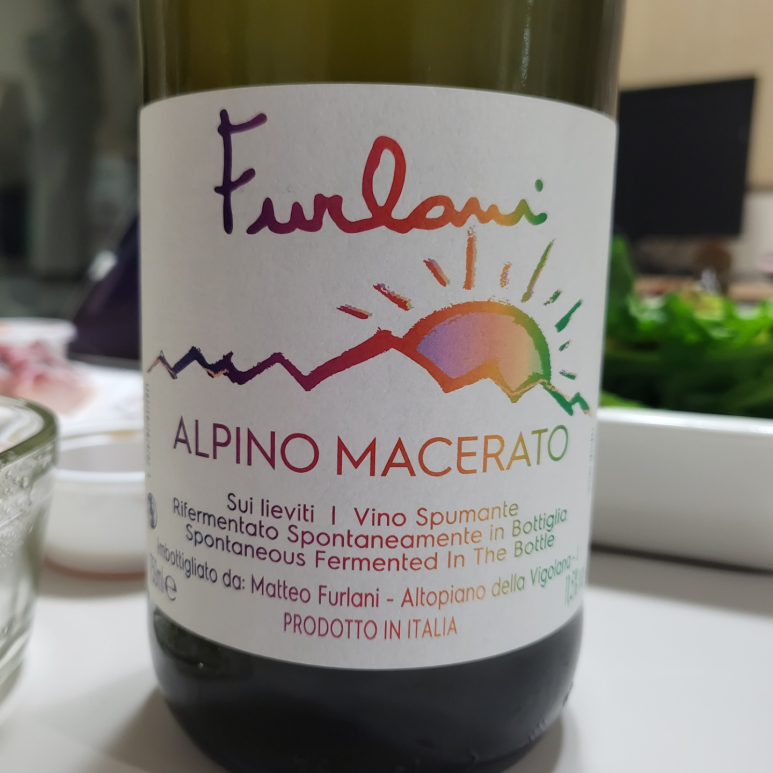 Furlani
ALPINO MACERATO
Sui lieviti | Vino Spumante
Rifermentato Spontaneamente in Bottiglia
Spontaneous Fermented In The Bottle
Imbottigliato da: Matteo Furlani - Altopiano della Vigolana -
PRODOTTO IN ITALIA